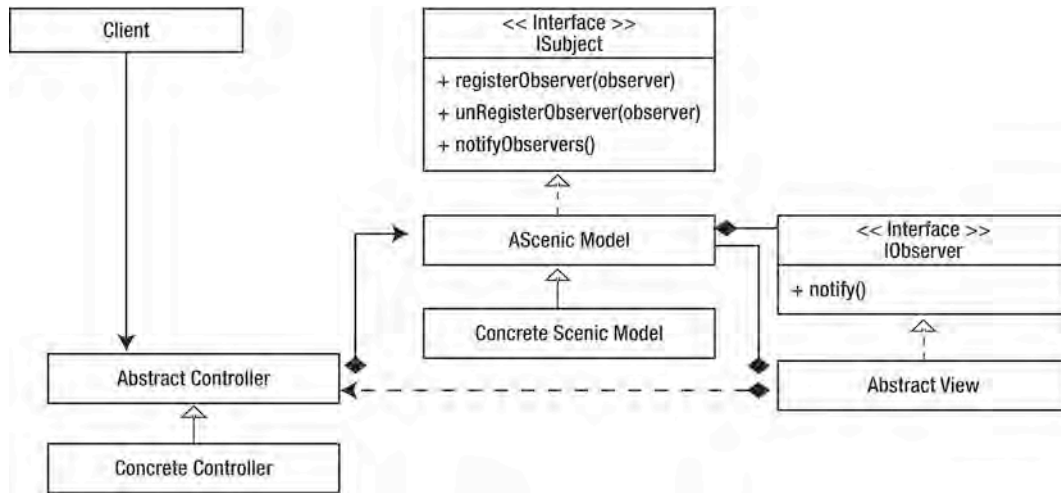 Client
<< Interface >>
ISubject
+ registerObserver(observer)
+ unRegisterObserver(observer)
+ notifyObservers()
AScenic Model
<< Interface >>
IObserver
+ notify()
Concrete Scenic Model
Abstract Controller
Abstract View
Concrete Controller